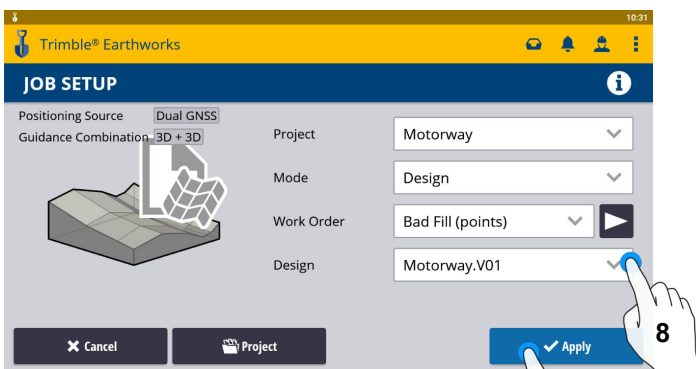 10:31
Trimble® Earthworks
JOB SETUP
Positioning Source Dual GNSS
Guidance Combination 3D + 3D
Project Motorway
Mode Design
Work Order Bad Fill (points)
Design Motorway.V01
8
Cancel Project Apply